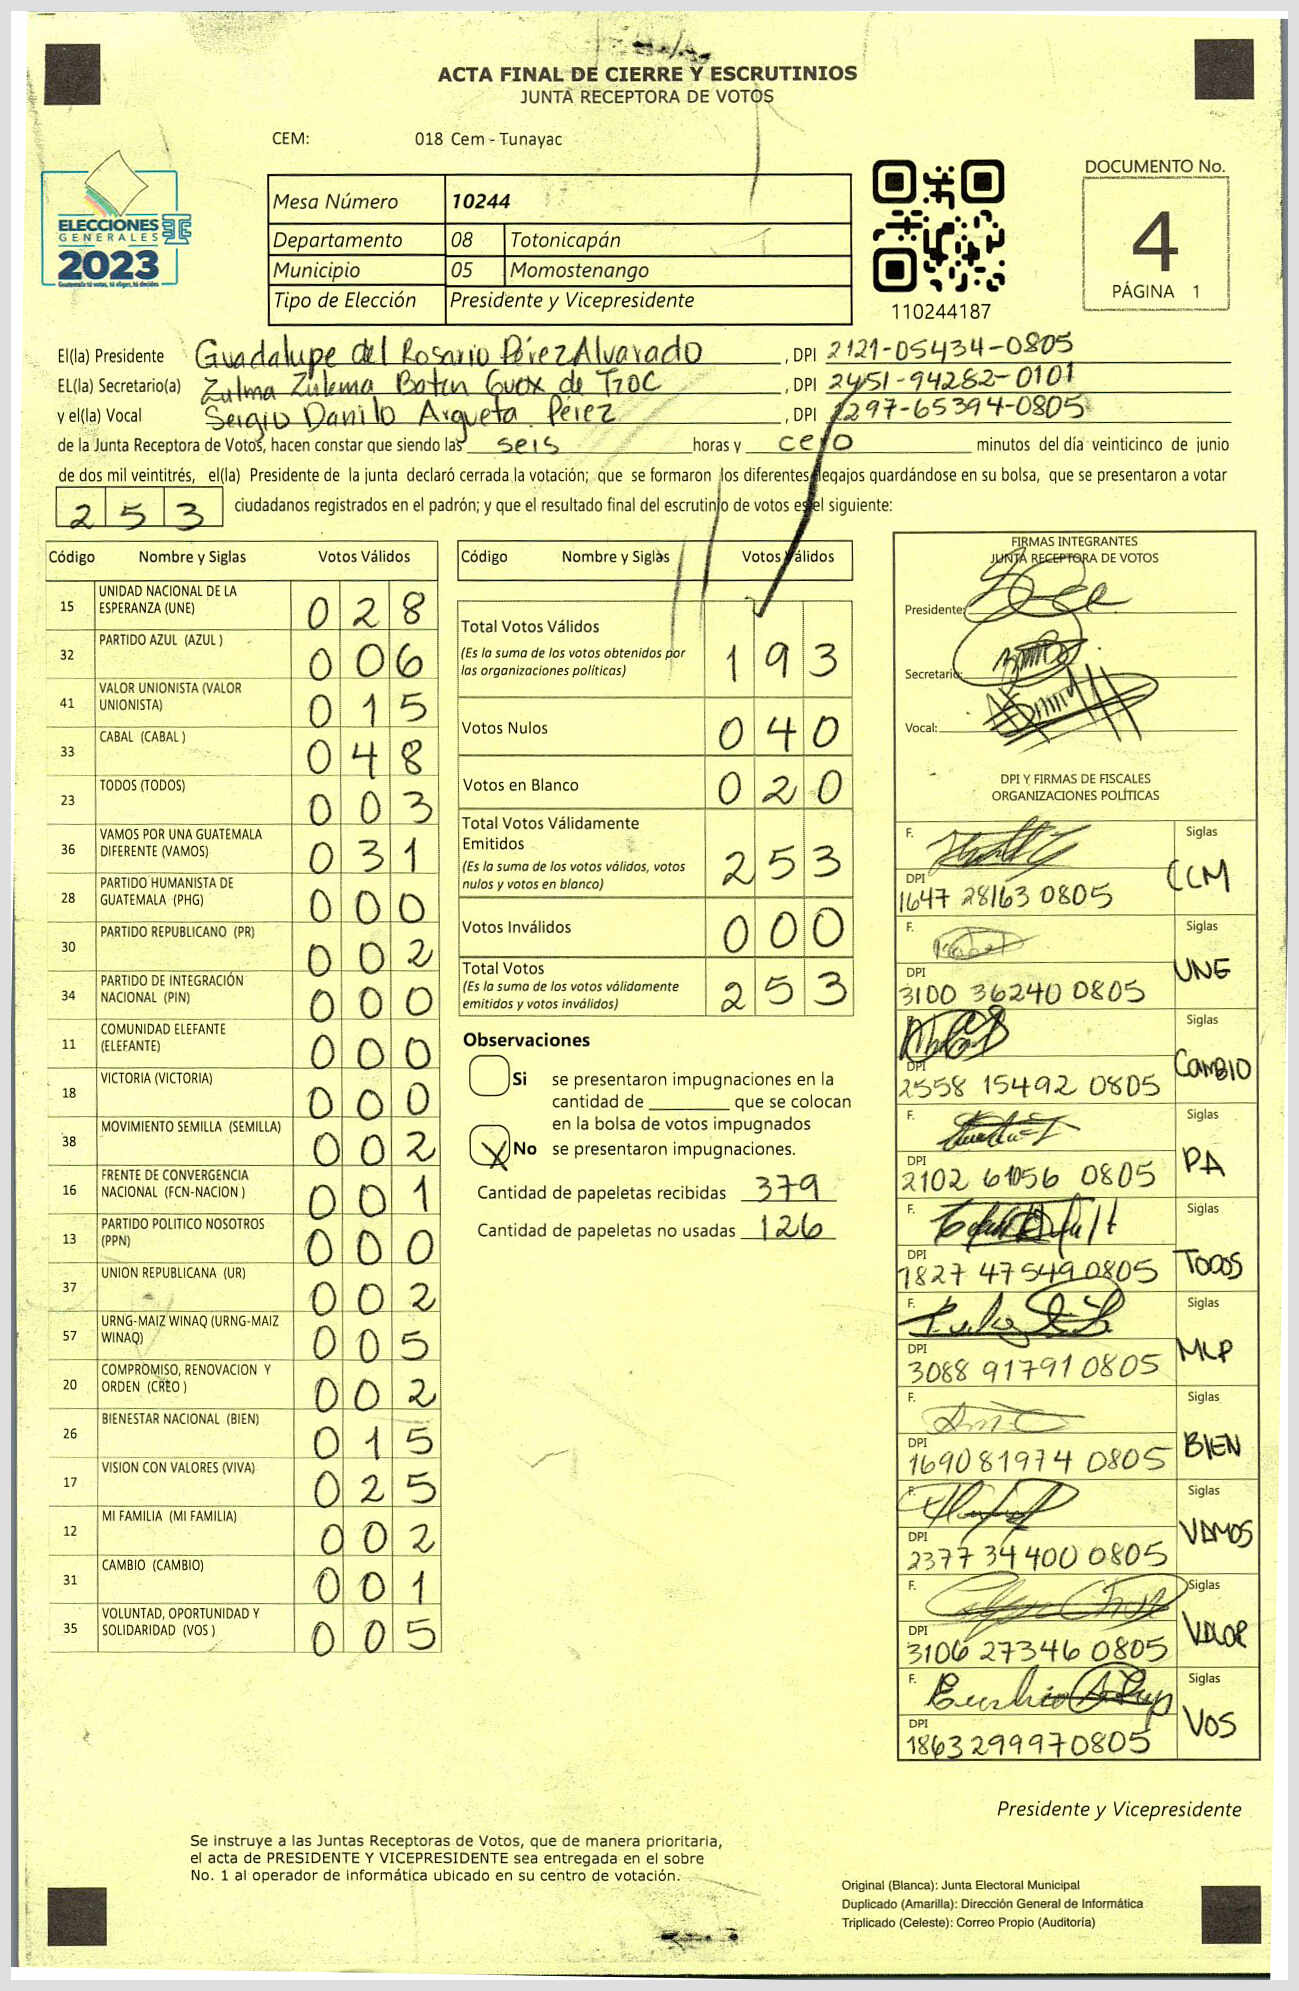 ACTA FINAL DE CIERRE Y ESCRUTINIOS
JUNTA RECEPTORA DE VOTOS
CEM: 018 Cem - Tunayac
DOCUMENTO No.
4
PÁGINA 1
ELECCIONES
GENERALES
2023
Guatemala tú votas, tú eliges, tú decides
Mesa Número 10244
Departamento 08 Totonicapán
Municipio 05 Momostenango
Tipo de Elección Presidente y Vicepresidente
110244187
El(la) Presidente Guadalupe del Rosario Pérez Alvarado, DPI 2121-05434-0805
EL(la) Secretario(a) Zulma Zulema Batén Guox de Tzoc, DPI 2451-94282-0101
y el(la) Vocal Sergio Danilo Argueta Pérez, DPI 2297-65394-0805
de la Junta Receptora de Votos, hacen constar que siendo las seis horas y cero minutos del día veinticinco de junio
de dos mil veintitrés, el(la) Presidente de la junta declaró cerrada la votación; que se formaron los diferentes legajos guardándose en su bolsa, que se presentaron a votar
253 ciudadanos registrados en el padrón; y que el resultado final del escrutinio de votos es el siguiente:
Código Nombre y Siglas Votos Válidos
15 UNIDAD NACIONAL DE LA ESPERANZA (UNE) 028
32 PARTIDO AZUL (AZUL ) 006
41 VALOR UNIONISTA (VALOR UNIONISTA) 015
33 CABAL (CABAL ) 048
23 TODOS (TODOS) 003
36 VAMOS POR UNA GUATEMALA DIFERENTE (VAMOS) 031
28 PARTIDO HUMANISTA DE GUATEMALA (PHG) 000
30 PARTIDO REPUBLICANO (PR) 002
34 PARTIDO DE INTEGRACIÓN NACIONAL (PIN) 000
11 COMUNIDAD ELEFANTE (ELEFANTE) 000
18 VICTORIA (VICTORIA) 000
38 MOVIMIENTO SEMILLA (SEMILLA) 002
16 FRENTE DE CONVERGENCIA NACIONAL (FCN-NACION ) 001
13 PARTIDO POLITICO NOSOTROS (PPN) 000
37 UNION REPUBLICANA (UR) 002
57 URNG-MAIZ WINAQ (URNG-MAIZ WINAQ) 005
20 COMPROMISO, RENOVACION Y ORDEN (CREO ) 002
26 BIENESTAR NACIONAL (BIEN) 015
17 VISION CON VALORES (VIVA) 025
12 MI FAMILIA (MI FAMILIA) 002
31 CAMBIO (CAMBIO) 001
35 VOLUNTAD, OPORTUNIDAD Y SOLIDARIDAD (VOS ) 005
Código Nombre y Siglas Votos Válidos
Total Votos Válidos 193
(Es la suma de los votos obtenidos por
las organizaciones políticas)
Votos Nulos 040
Votos en Blanco 020
Total Votos Válidamente
Emitidos 253
(Es la suma de los votos válidos, votos
nulos y votos en blanco)
Votos Inválidos 000
Total Votos 253
(Es la suma de los votos válidamente
emitidos y votos inválidos)
Observaciones
Si se presentaron impugnaciones en la
cantidad de ________ que se colocan
en la bolsa de votos impugnados
X No se presentaron impugnaciones.
Cantidad de papeletas recibidas 379
Cantidad de papeletas no usadas 126
FIRMAS INTEGRANTES
JUNTA RECEPTORA DE VOTOS
Presidente:
Secretario:
Vocal:
DPI Y FIRMAS DE FISCALES
ORGANIZACIONES POLÍTICAS
F. Siglas
DPI CCM
1647 28163 0805
F. Siglas
DPI UNE
3100 36240 0805
Siglas
DPI CAMBIO
2558 15492 0805
F. Siglas
DPI PA
2102 61056 0805
F. Siglas
DPI TODOS
1827 47549 0805
F. Siglas
DPI MLP
3088 91791 0805
F. Siglas
DPI BIEN
1690 81974 0805
F. Siglas
DPI VAMOS
2377 34400 0805
F. Siglas
DPI VALOR
3106 27346 0805
F. Siglas
DPI VOS
1863 29997 0805
Presidente y Vicepresidente
Se instruye a las Juntas Receptoras de Votos, que de manera prioritaria,
el acta de PRESIDENTE Y VICEPRESIDENTE sea entregada en el sobre
No. 1 al operador de informática ubicado en su centro de votación.
Original (Blanca): Junta Electoral Municipal
Duplicado (Amarilla): Dirección General de Informática
Triplicado (Celeste): Correo Propio (Auditoría)